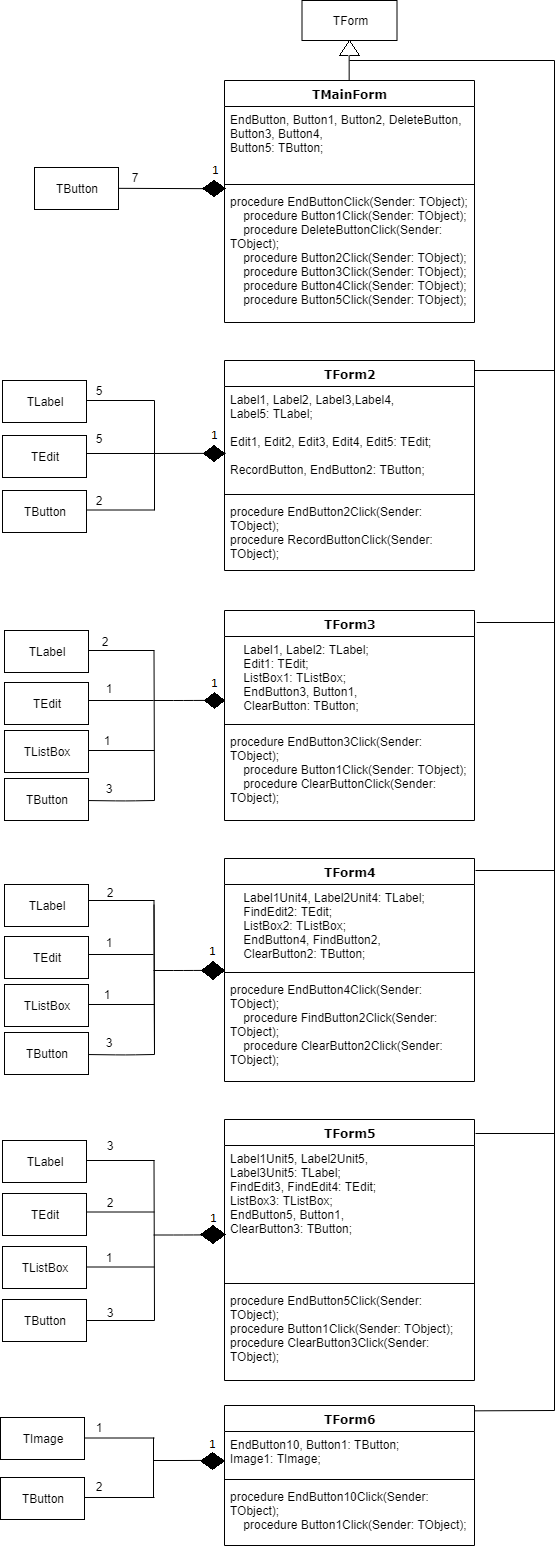 TForm
TMainForm
EndButton, Button1, Button2, DeleteButton,
Button3, Button4,
Button5: TButton;
TButton
7
1
procedure EndButtonClick(Sender: TObject);
procedure Button1Click(Sender: TObject);
procedure DeleteButtonClick(Sender:
TObject);
procedure Button2Click(Sender: TObject);
procedure Button3Click(Sender: TObject);
procedure Button4Click(Sender: TObject);
procedure Button5Click(Sender: TObject);
TForm2
Label1, Label2, Label3,Label4,
Label5: TLabel;
Edit1, Edit2, Edit3, Edit4, Edit5: TEdit;
RecordButton, EndButton2: TButton;
TLabel
5
TEdit
5
TButton
2
1
procedure EndButton2Click(Sender:
TObject);
procedure RecordButtonClick(Sender:
TObject);
TForm3
Label1, Label2: TLabel;
Edit1: TEdit;
ListBox1: TListBox;
EndButton3, Button1,
ClearButton: TButton;
TLabel
2
TEdit
1
TListBox
1
TButton
3
1
procedure EndButton3Click(Sender:
TObject);
procedure Button1Click(Sender: TObject);
procedure ClearButtonClick(Sender:
TObject);
TForm4
Label1Unit4, Label2Unit4: TLabel;
FindEdit2: TEdit;
ListBox2: TListBox;
EndButton4, FindButton2,
ClearButton2: TButton;
TLabel
2
TEdit
1
TListBox
1
TButton
3
1
procedure EndButton4Click(Sender:
TObject);
procedure FindButton2Click(Sender:
TObject);
procedure ClearButton2Click(Sender:
TObject);
TForm5
Label1Unit5, Label2Unit5,
Label3Unit5: TLabel;
FindEdit3, FindEdit4: TEdit;
ListBox3: TListBox;
EndButton5, Button1,
ClearButton3: TButton;
TLabel
3
TEdit
2
TListBox
1
TButton
3
1
procedure EndButton5Click(Sender:
TObject);
procedure Button1Click(Sender: TObject);
procedure ClearButton3Click(Sender:
TObject);
TForm6
EndButton10, Button1: TButton;
Image1: TImage;
TImage
1
TButton
2
1
procedure EndButton10Click(Sender:
TObject);
procedure Button1Click(Sender: TObject);